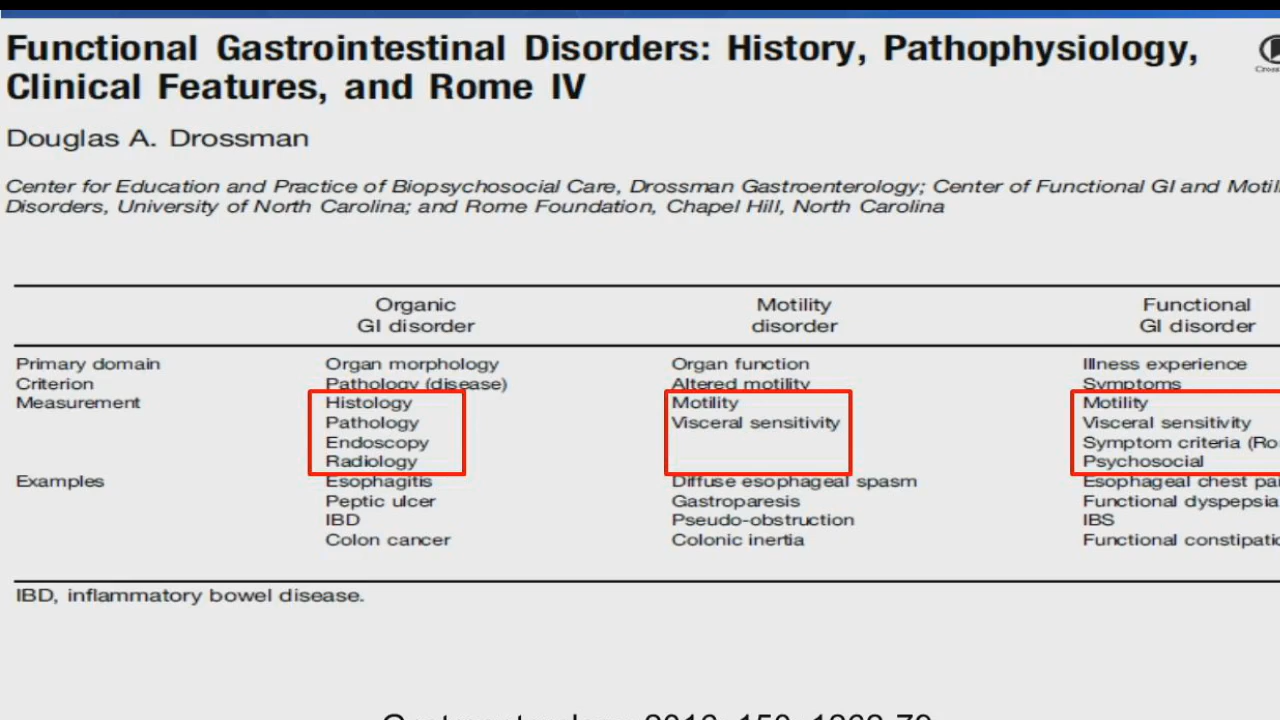 Functional Gastrointestinal Disorders: History, Pathophysiology,
Clinical Features, and Rome IV
Douglas A. Drossman
Center for Education and Practice of Biopsychosocial Care, Drossman Gastroenterology; Center of Functional GI and
Disorders, University of North Carolina; and Rome Foundation, Chapel Hill, North Carolina
Organic GI disorder Motility disorder Functional GI disorder
Primary domain Organ morphology Organ function Illness experience
Criterion Pathology (disease) Altered motility Symptoms
Measurement Histology Motility Motility
Pathology Visceral sensitivity Visceral sensitivity
Endoscopy Symptom criteria
Radiology Psychosocial
Examples Esophagitis Diffuse esophageal spasm Esophageal chest
Peptic ulcer Gastroparesis Functional dyspepsia
IBD Pseudo-obstruction IBS
Colon cancer Colonic inertia Functional
IBD, inflammatory bowel disease.